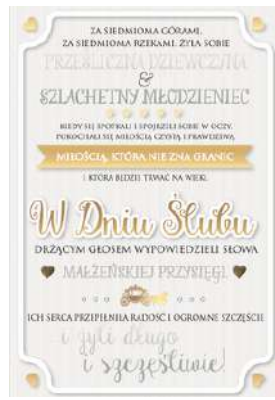 ZA SIEDMIOMA GÓRAMI,
ZA SIEDMIOMA RZEKAMI, ŻYŁA SOBIE
PRZEŚLICZNA DZIEWCZYNA
&
SZLACHETNY MŁODZIENIEC
KIEDY SIĘ SPOTKALI I SPOJRZELI SOBIE W OCZY,
POKOCHALI SIĘ MIŁOŚCIĄ CZYSTĄ I PRAWDZIWĄ,
MIŁOŚCIĄ, KTÓRA NIE ZNA GRANIC
I KTÓRA BĘDZIE TRWAĆ NA WIEKI.
W Dniu Ślubu
DRŻĄCYM GŁOSEM WYPOWIEDZIELI SŁOWA
MAŁŻEŃSKIEJ PRZYSIĘGI,
ICH SERCA PRZEPEŁNIŁA RADOŚĆ I OGROMNE SZCZĘŚCIE
i żyli długo
i szczęśliwie!